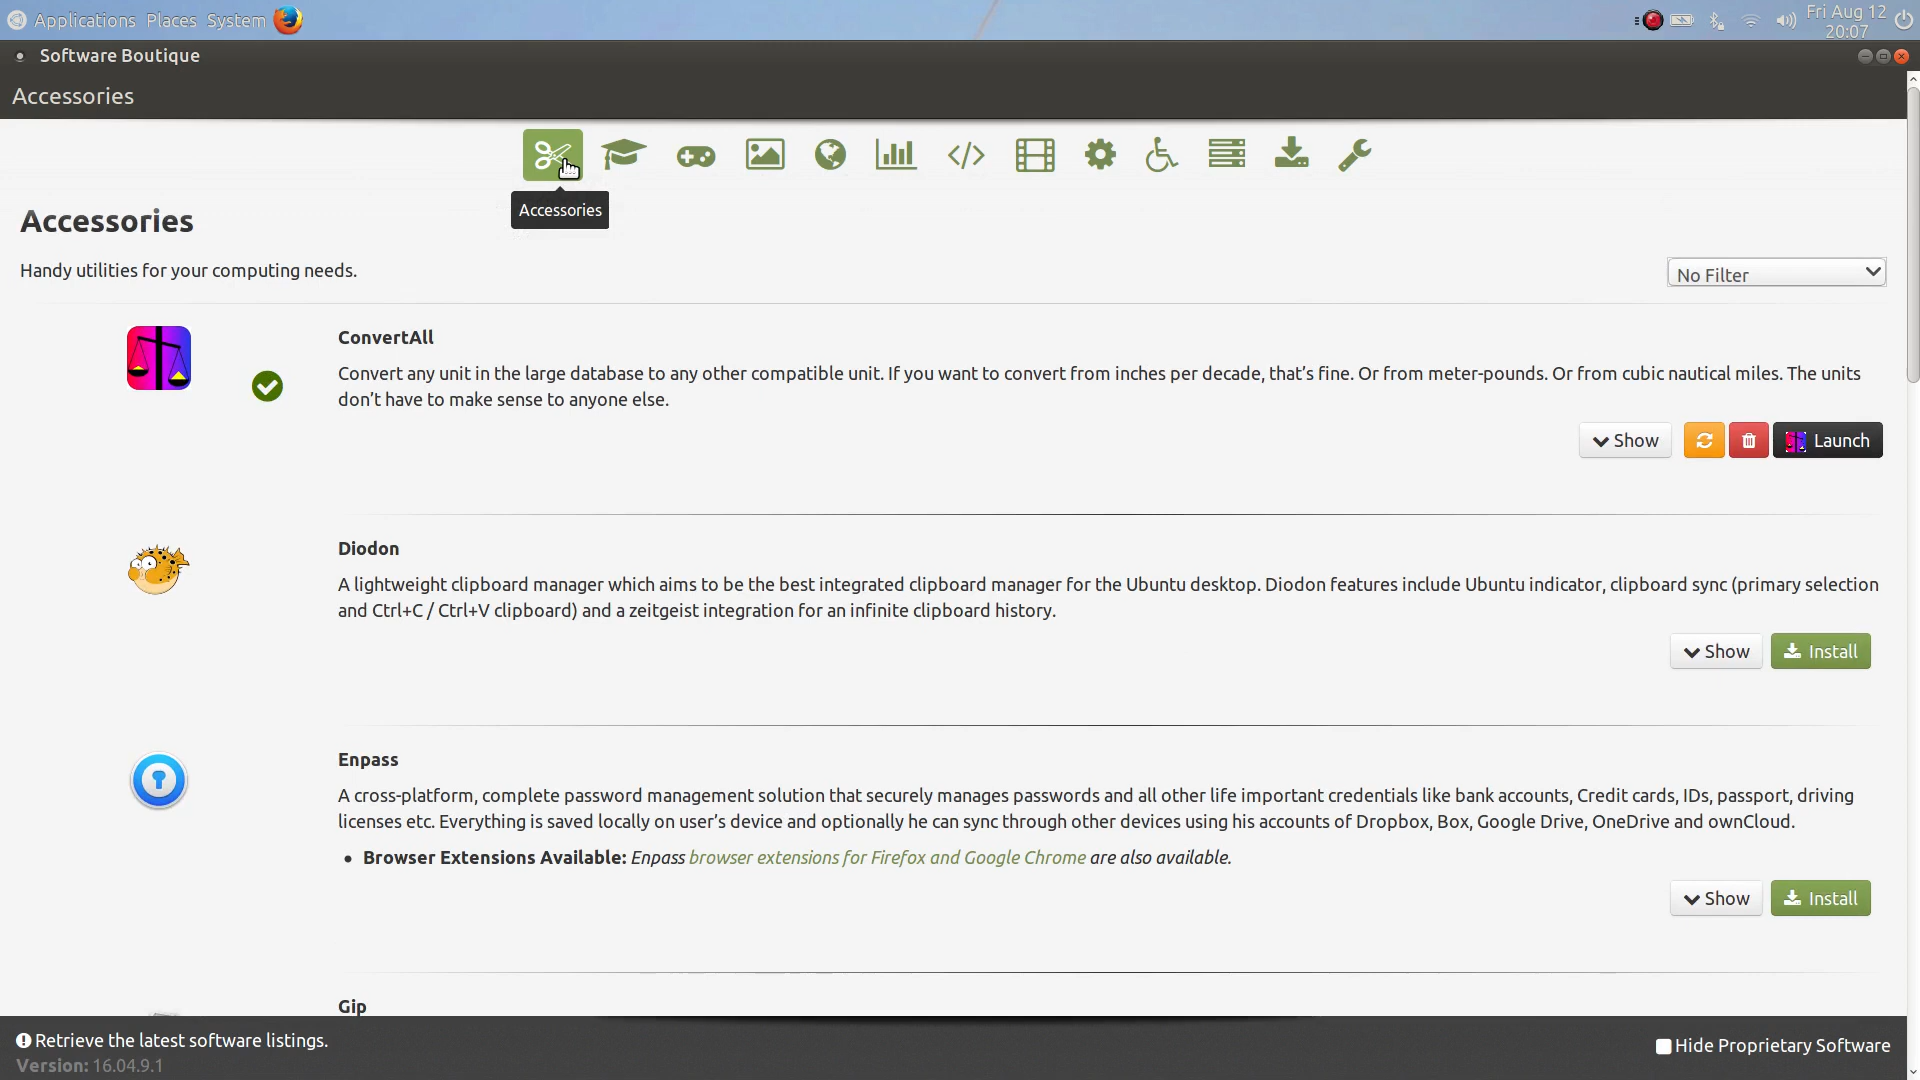 Applications Places System
Fri Aug 12
20:07
Software Boutique
Accessories
Accessories
Accessories
Handy utilities for your computing needs.
No Filter
ConvertAll
Convert any unit in the large database to any other compatible unit. If you want to convert from inches per decade, that’s fine. Or from meter-pounds. Or from cubic nautical miles. The units
don’t have to make sense to anyone else.
Show
Launch
Diodon
A lightweight clipboard manager which aims to be the best integrated clipboard manager for the Ubuntu desktop. Diodon features include Ubuntu indicator, clipboard sync (primary selection
and Ctrl+C / Ctrl+V clipboard) and a zeitgeist integration for an infinite clipboard history.
Show
Install
Enpass
A cross-platform, complete password management solution that securely manages passwords and all other life important credentials like bank accounts, Credit cards, IDs, passport, driving
licenses etc. Everything is saved locally on user’s device and optionally he can sync through other devices using his accounts of Dropbox, Box, Google Drive, OneDrive and ownCloud.
• Browser Extensions Available: Enpass browser extensions for Firefox and Google Chrome are also available.
Show
Install
Gip
Retrieve the latest software listings.
Hide Proprietary Software
Version: 16.04.9.1